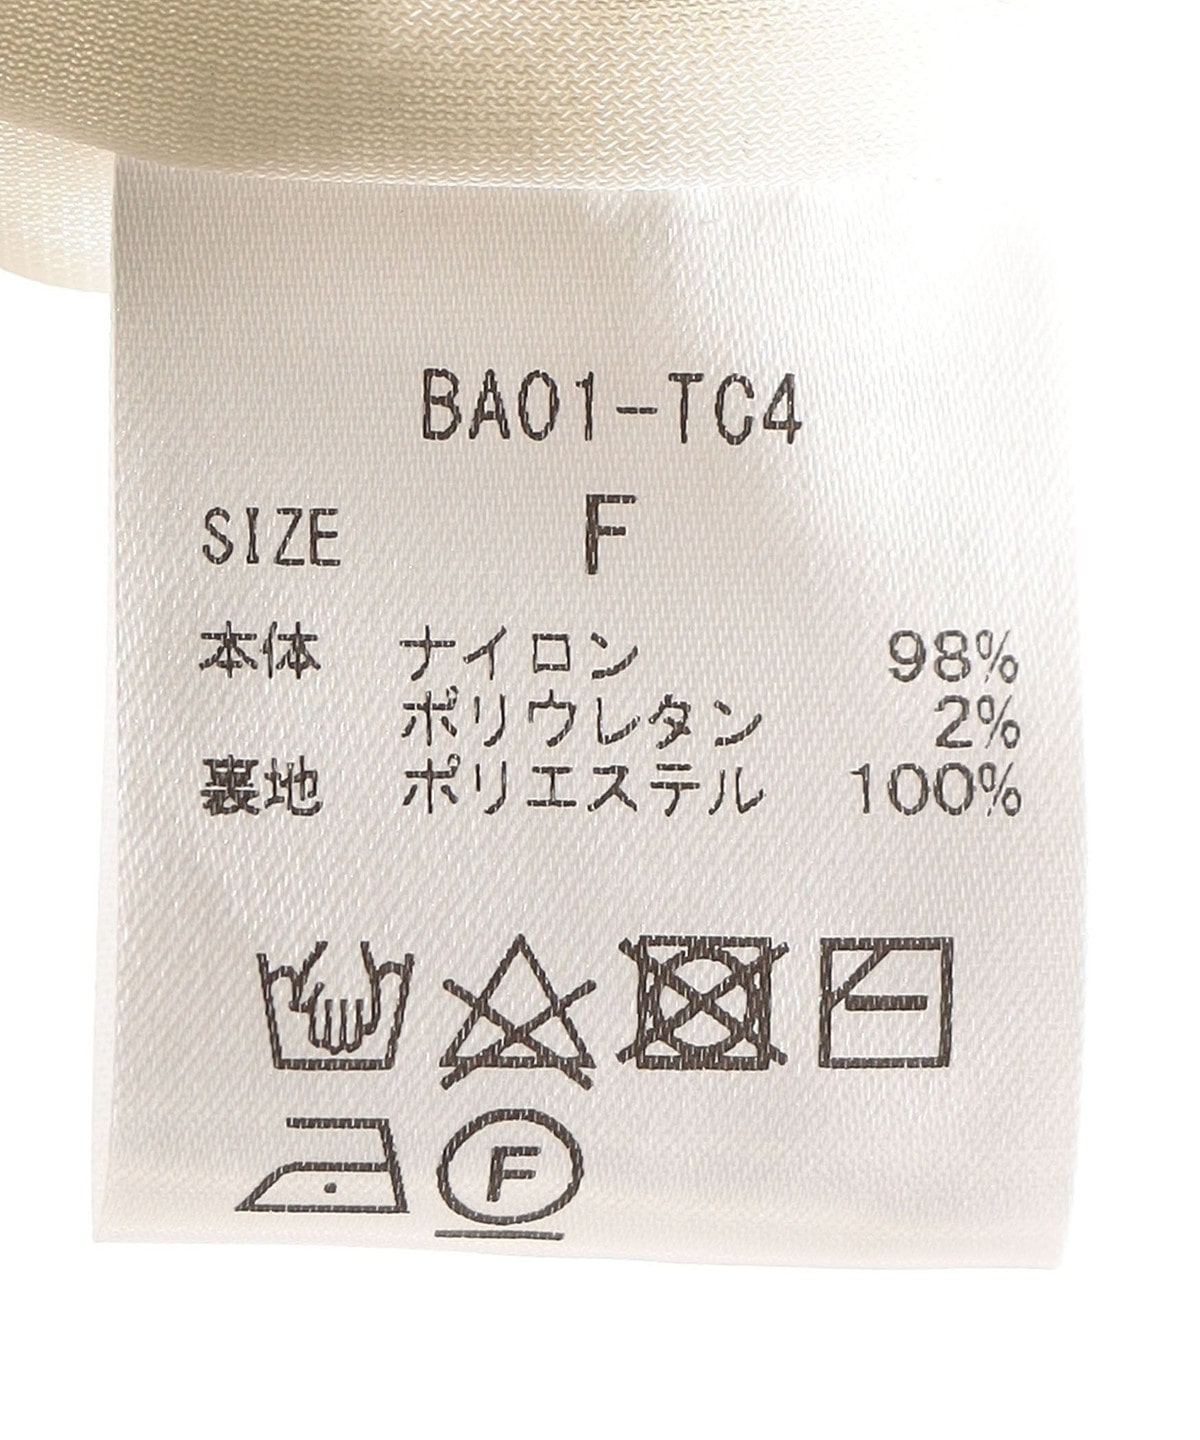 BA01-TC4
SIZE F
本体 ナイロン 98%
ポリウレタン 2%
裏地 ポリエステル 100%
F